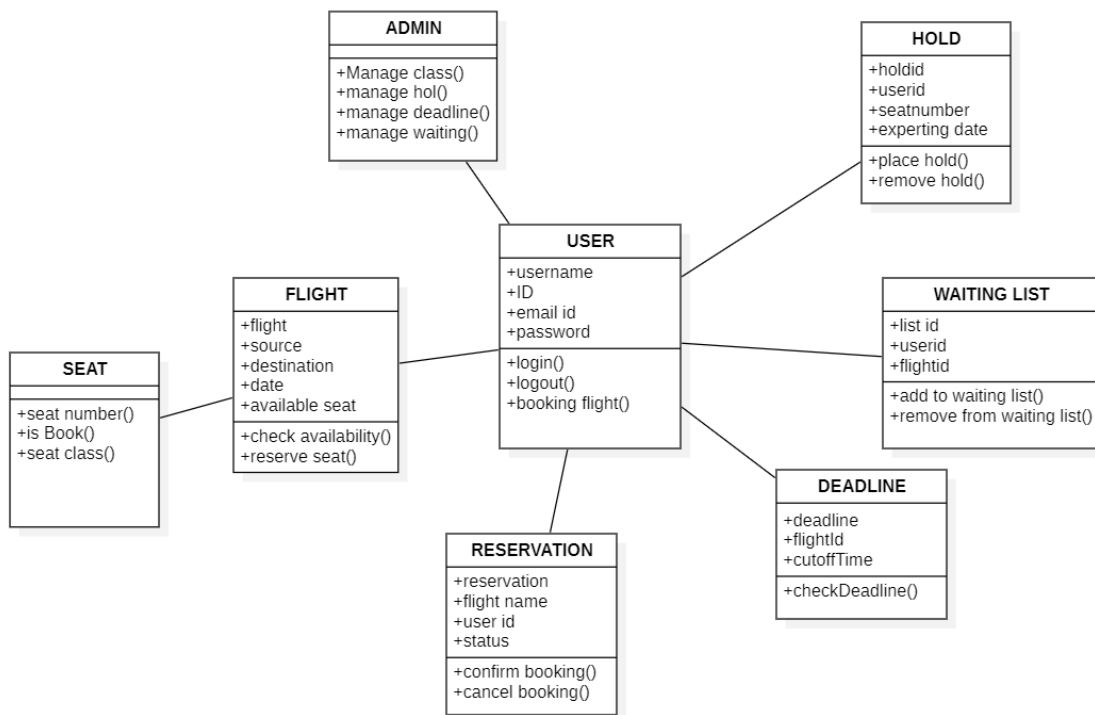 ADMIN
+Manage class()
+manage hol()
+manage deadline()
+manage waiting()
HOLD
+holdid
+userid
+seatnumber
+experting date
+place hold()
+remove hold()
USER
+username
+ID
+email id
+password
+login()
+logout()
+booking flight()
FLIGHT
+flight
+source
+destination
+date
+available seat
+check availability()
+reserve seat()
WAITING LIST
+list id
+userid
+flightid
+add to waiting list()
+remove from waiting list()
SEAT
+seat number()
+is Book()
+seat class()
DEADLINE
+deadline
+flightId
+cutoffTime
+checkDeadline()
RESERVATION
+reservation
+flight name
+user id
+status
+confirm booking()
+cancel booking()